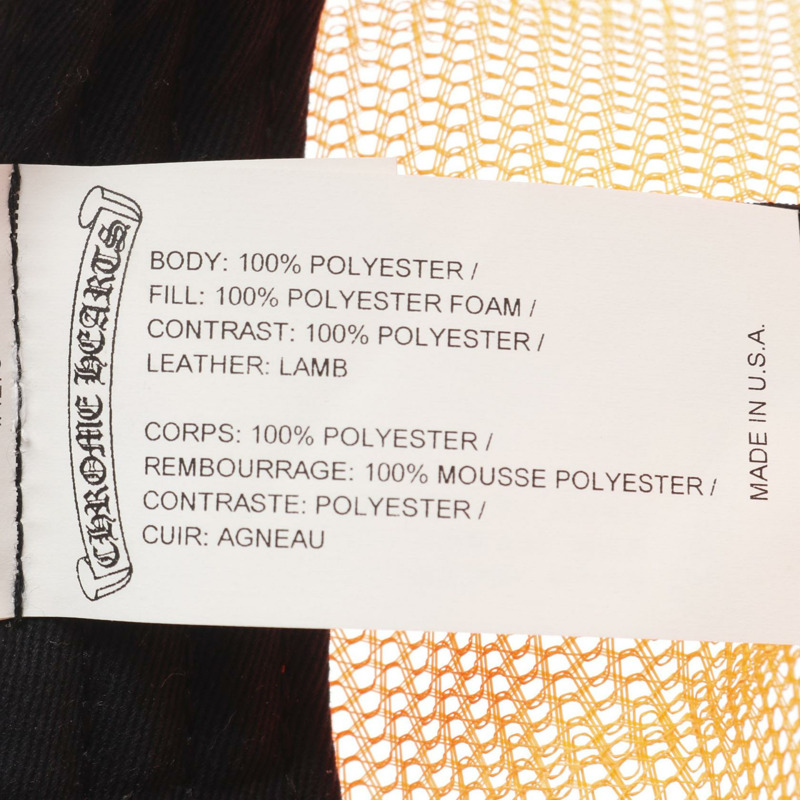 CHROME HEARTS
BODY: 100% POLYESTER /
FILL: 100% POLYESTER FOAM /
CONTRAST: 100% POLYESTER /
LEATHER: LAMB
CORPS: 100% POLYESTER /
REMBOURRAGE: 100% MOUSSE POLYESTER /
CONTRASTE: POLYESTER /
CUIR: AGNEAU
MADE IN U.S.A.